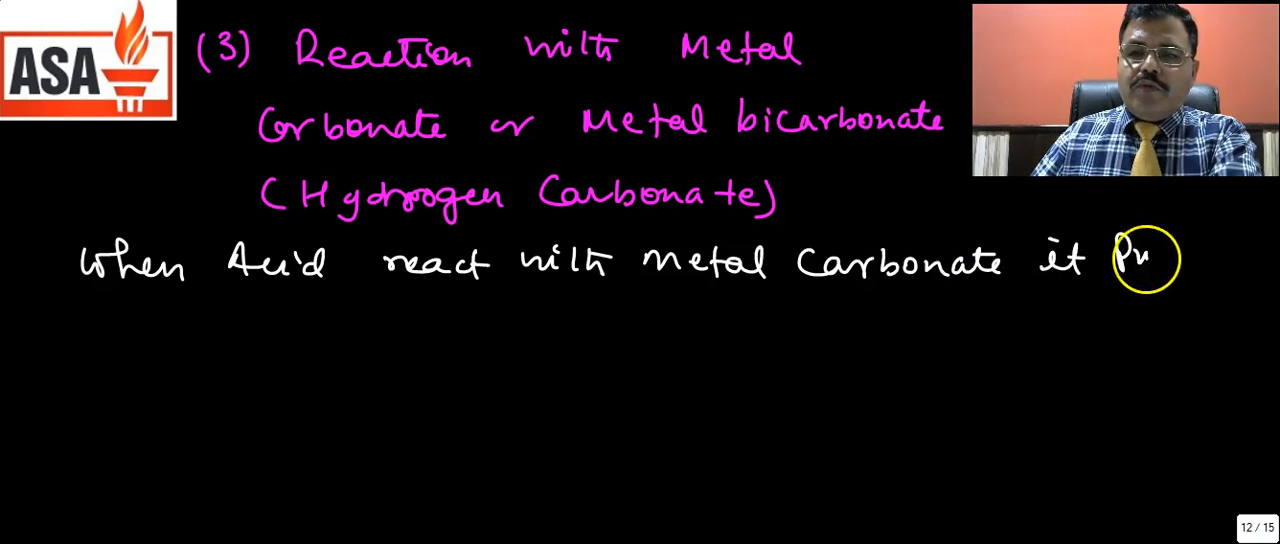 ASA
(3) Reaction with Metal
Carbonate or Metal bicarbonate
(Hydrogen Carbonate)
When Acid react with Metal Carbonate it Pr
12 / 15